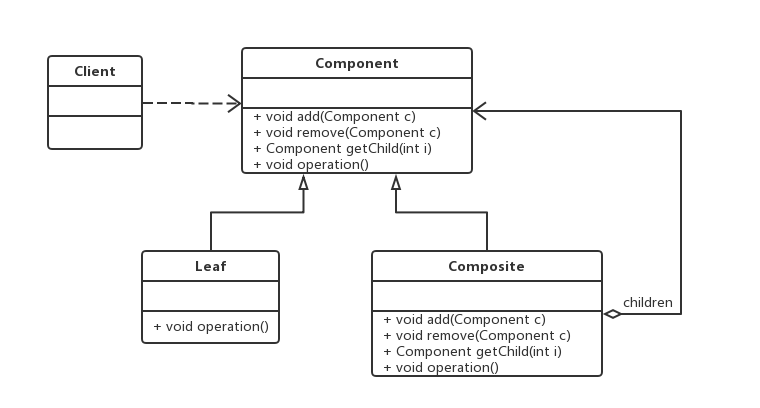 Client
Component
+ void add(Component c)
+ void remove(Component c)
+ Component getChild(int i)
+ void operation()
Leaf
+ void operation()
Composite
+ void add(Component c)
+ void remove(Component c)
+ Component getChild(int i)
+ void operation()
children